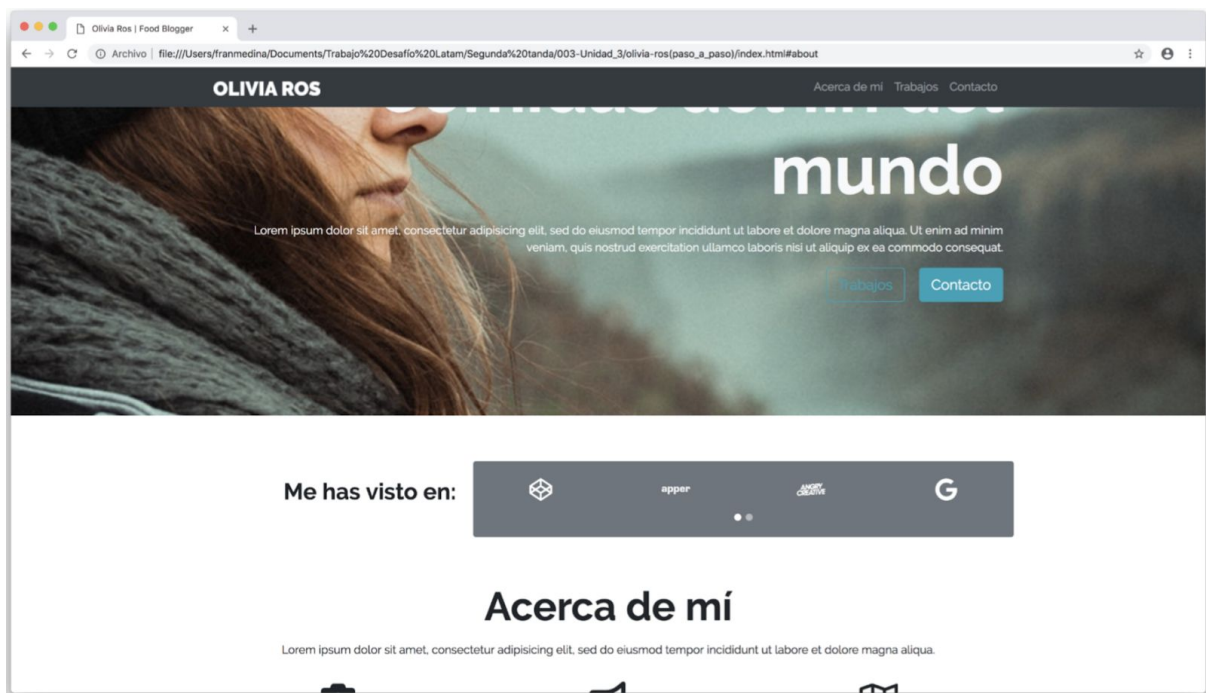 Olivia Ros | Food Blogger
Archivo | file:///Users/franmedina/Documents/Trabajo%20Desafío%20Latam/Segunda%20tanda/003-Unidad_3/olivia-ros(paso_a_paso)/index.html#about
OLIVIA ROS
Acerca de mi Trabajos Contacto
mundo
Lorem ipsum dolor sit amet, consectetur adipisicing elit, sed do eiusmod tempor incididunt ut labore et dolore magna aliqua. Ut enim ad minim
veniam, quis nostrud exercitation ullamco laboris nisi ut aliquip ex ea commodo consequat.
Trabajos Contacto
Me has visto en:
apper
ANGRY
CREATIVE
G
Acerca de mí
Lorem ipsum dolor sit amet, consectetur adipisicing elit, sed do eiusmod tempor incididunt ut labore et dolore magna aliqua.